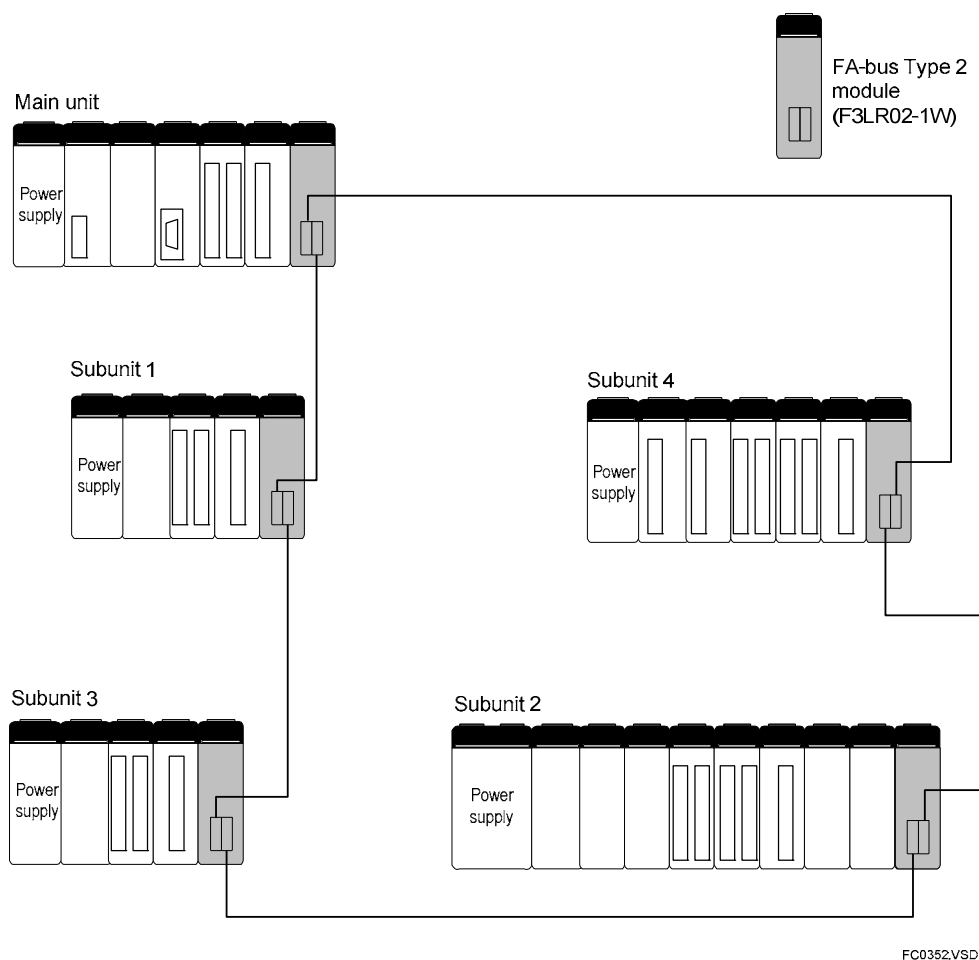 FA-bus Type 2
module
(F3LR02-1W)
Main unit
Power
supply
Subunit 1
Power
supply
Subunit 4
Power
supply
Subunit 3
Power
supply
Subunit 2
Power
supply
FC0352.VSD